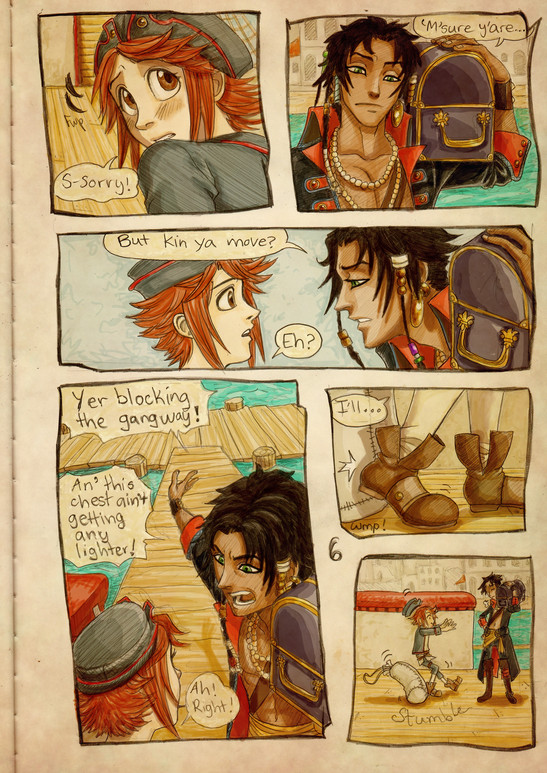 Fwp
S-Sorry!
'M'sure y'are...
But kin ya move?
Eh?
Yer blocking
the gangway!
An' this
chest ain't
getting
any
lighter!
Ah!
Right!
I'll...
wmp!
6
Stumble